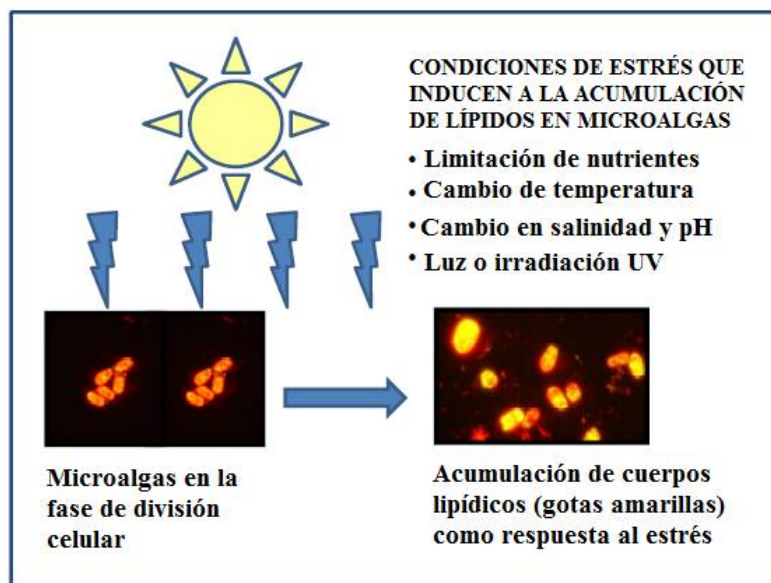 CONDICIONES DE ESTRÉS QUE
INDUCEN A LA ACUMULACIÓN
DE LÍPIDOS EN MICROALGAS
• Limitación de nutrientes
• Cambio de temperatura
• Cambio en salinidad y pH
• Luz o irradiación UV
Microalgas en la
fase de división
celular
Acumulación de cuerpos
lipídicos (gotas amarillas)
como respuesta al estrés